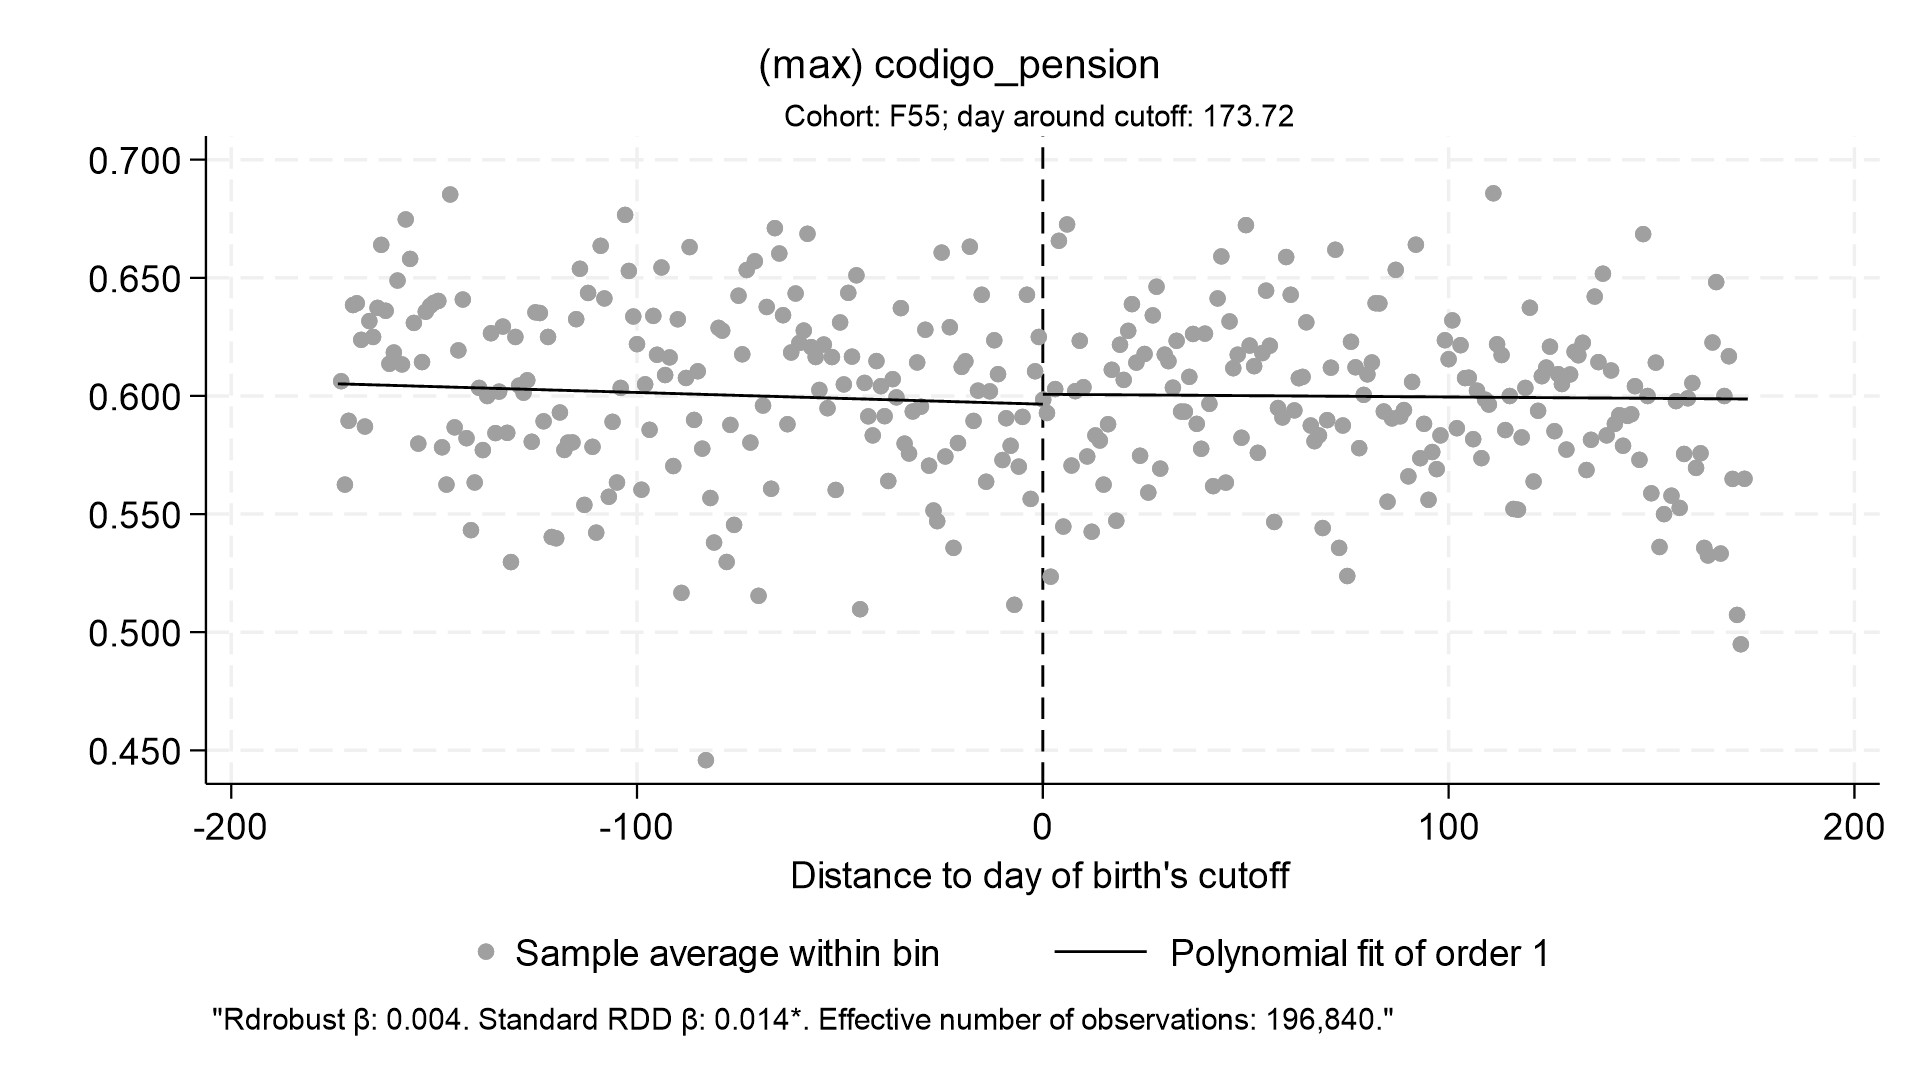 (max) codigo_pension
Cohort: F55; day around cutoff: 173.72
0.700
0.650
0.600
0.550
0.500
0.450
-200 -100 0 100 200
Distance to day of birth's cutoff
Sample average within bin Polynomial fit of order 1
"Rdrobust β: 0.004. Standard RDD β: 0.014*. Effective number of observations: 196,840."